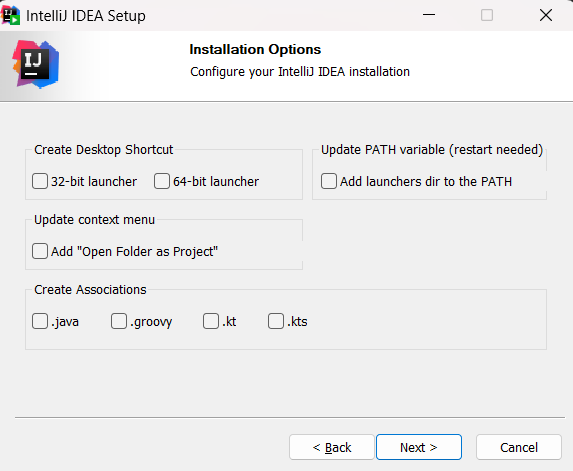 IntelliJ IDEA Setup
IJ
Installation Options
Configure your IntelliJ IDEA installation
Create Desktop Shortcut
32-bit launcher
64-bit launcher
Update PATH variable (restart needed)
Add launchers dir to the PATH
Update context menu
Add "Open Folder as Project"
Create Associations
.java
.groovy
.kt
.kts
< Back
Next >
Cancel